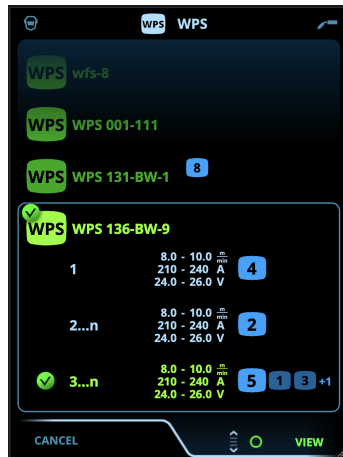 WPS WPS
WPS wfs-8
WPS WPS 001-111
WPS WPS 131-BW-1 8
WPS WPS 136-BW-9
8.0 - 10.0 m/min
1 210 - 240 A 4
24.0 - 26.0 V
8.0 - 10.0 m/min
2...n 210 - 240 A 2
24.0 - 26.0 V
8.0 - 10.0 m/min
3...n 210 - 240 A 5 1 3 +1
24.0 - 26.0 V
CANCEL VIEW